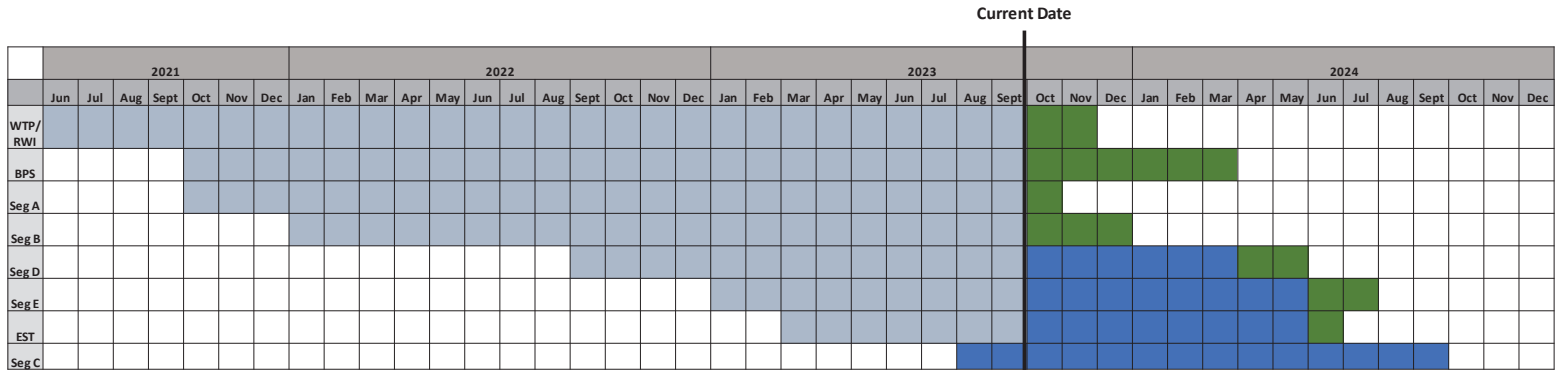 Current Date
2021 2022 2023 2024
Jun Jul Aug Sept Oct Nov Dec Jan Feb Mar Apr May Jun Jul Aug Sept Oct Nov Dec Jan Feb Mar Apr May Jun Jul Aug Sept Oct Nov Dec Jan Feb Mar Apr May Jun Jul Aug Sept Oct Nov Dec
WTP/
RWI
BPS
Seg A
Seg B
Seg D
Seg E
EST
Seg C